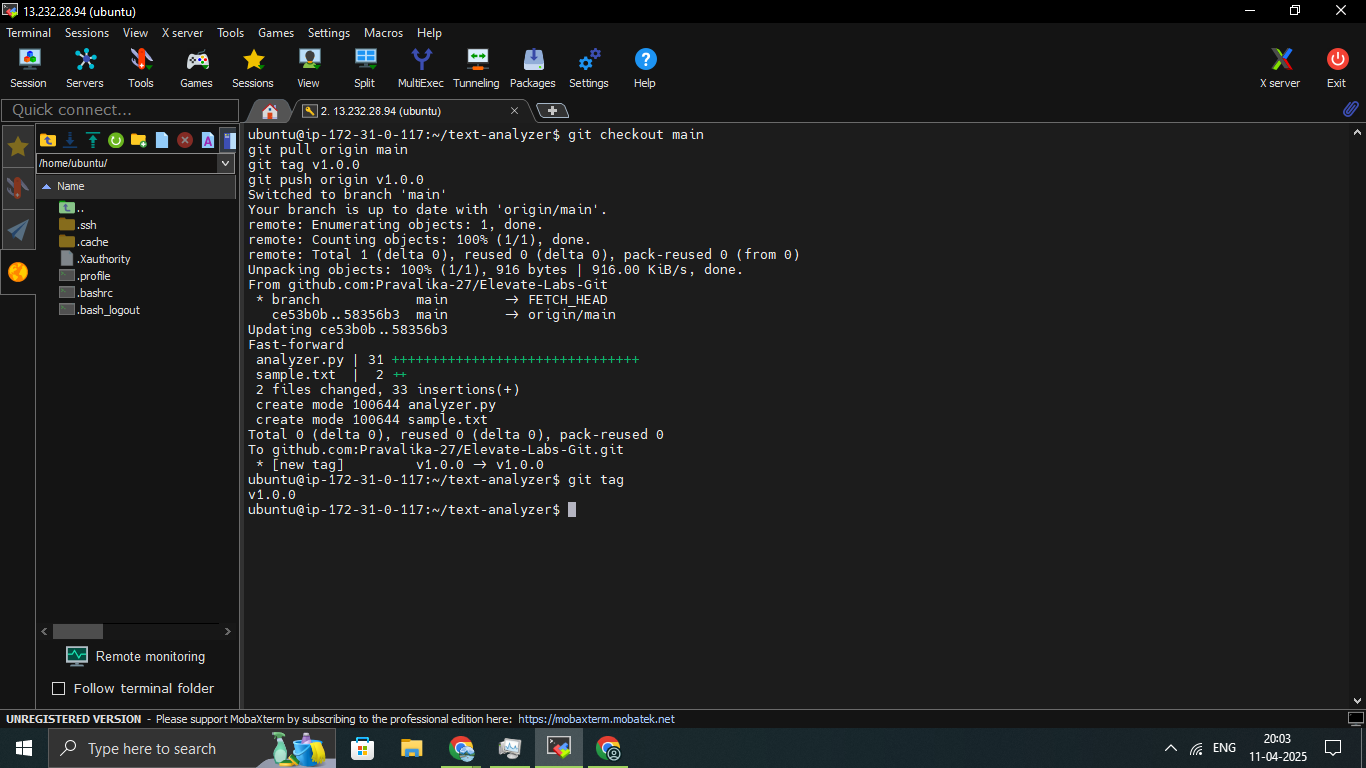 13.232.28.94 (ubuntu)
Terminal Sessions View X server Tools Games Settings Macros Help
Session Servers Tools Games Sessions View Split MultiExec Tunneling Packages Settings Help X server Exit
Quick connect...
2. 13.232.28.94 (ubuntu)
/home/ubuntu/
Name
..
.ssh
.cache
.Xauthority
.profile
.bashrc
.bash_logout
Remote monitoring
Follow terminal folder
ubuntu@ip-172-31-0-117:~/text-analyzer$ git checkout main
git pull origin main
git tag v1.0.0
git push origin v1.0.0
Switched to branch 'main'
Your branch is up to date with 'origin/main'.
remote: Enumerating objects: 1, done.
remote: Counting objects: 100% (1/1), done.
remote: Total 1 (delta 0), reused 0 (delta 0), pack-reused 0 (from 0)
Unpacking objects: 100% (1/1), 916 bytes | 916.00 KiB/s, done.
From github.com:Pravalika-27/Elevate-Labs-Git
* branch main -> FETCH_HEAD
ce53b0b..58356b3 main -> origin/main
Updating ce53b0b..58356b3
Fast-forward
analyzer.py | 31 +++++++++++++++++++++++++++++++
sample.txt | 2 ++
2 files changed, 33 insertions(+)
create mode 100644 analyzer.py
create mode 100644 sample.txt
Total 0 (delta 0), reused 0 (delta 0), pack-reused 0
To github.com:Pravalika-27/Elevate-Labs-Git.git
* [new tag] v1.0.0 -> v1.0.0
ubuntu@ip-172-31-0-117:~/text-analyzer$ git tag
v1.0.0
ubuntu@ip-172-31-0-117:~/text-analyzer$
UNREGISTERED VERSION - Please support MobaXterm by subscribing to the professional edition here: https://mobaxterm.mobatek.net
Type here to search
ENG
20:03
11-04-2025